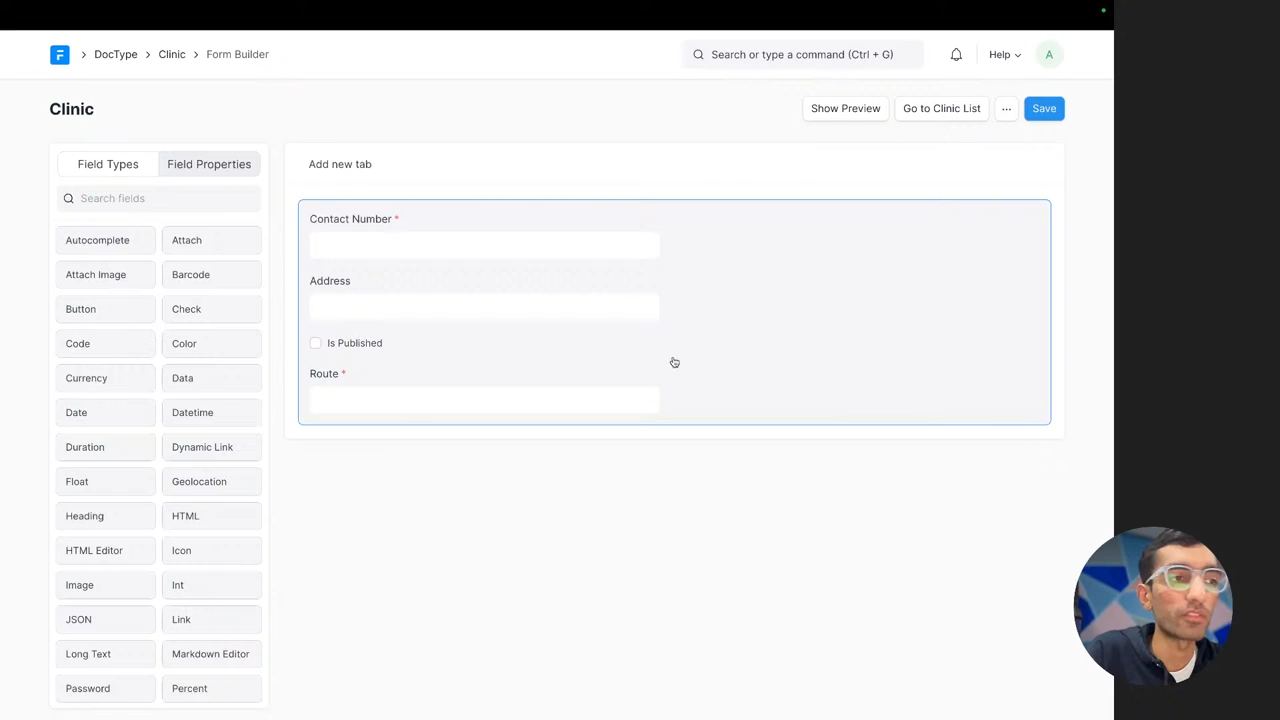 DocType
Clinic
Form Builder
Search or type a command (Ctrl + G)
Help
A
Clinic
Show Preview
Go to Clinic List
...
Save
Field Types
Field Properties
Add new tab
Search fields
Autocomplete
Attach
Attach Image
Barcode
Button
Check
Code
Color
Currency
Data
Date
Datetime
Duration
Dynamic Link
Float
Geolocation
Heading
HTML
HTML Editor
Icon
Image
Int
JSON
Link
Long Text
Markdown Editor
Password
Percent
Contact Number *
Address
Is Published
Route *